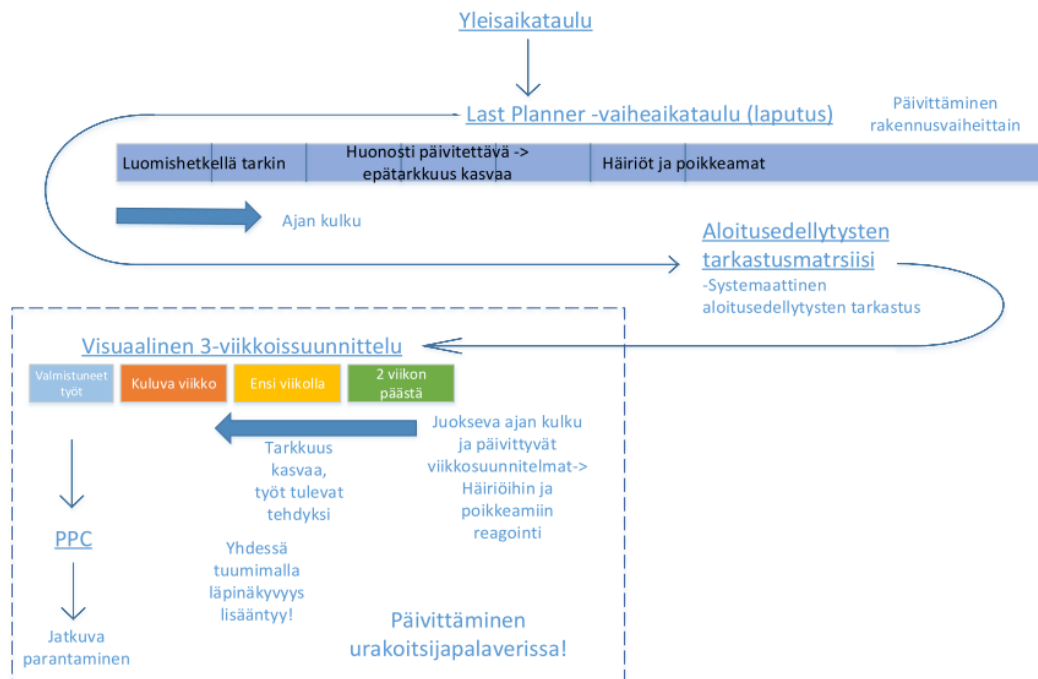 Yleisaikataulu
Last Planner -vaiheaikataulu (laputus)
Päivittäminen
rakennusvaiheittain
Luomishetkellä tarkin
Huonosti päivitettävä ->
epätarkkuus kasvaa
Häiriöt ja poikkeamat
Ajan kulku
Aloitusedellytysten
tarkastusmatrsiisi
-Systemaattinen
aloitusedellytysten tarkastus
Visuaalinen 3-viikkoissuunnittelu
Valmistuneet
työt
Kuluva viikko
Ensi viikolla
2 viikon
päästä
Tarkkuus
kasvaa,
työt tulevat
tehdyksi
Juokseva ajan kulku
ja päivittyvät
viikkosuunnitelmat->
Häiriöihin ja
poikkeamiin
reagointi
PPC
Yhdessä
tuumimalla
läpinäkyvyys
lisääntyy!
Jatkuva
parantaminen
Päivittäminen
urakoitsijapalaverissa!